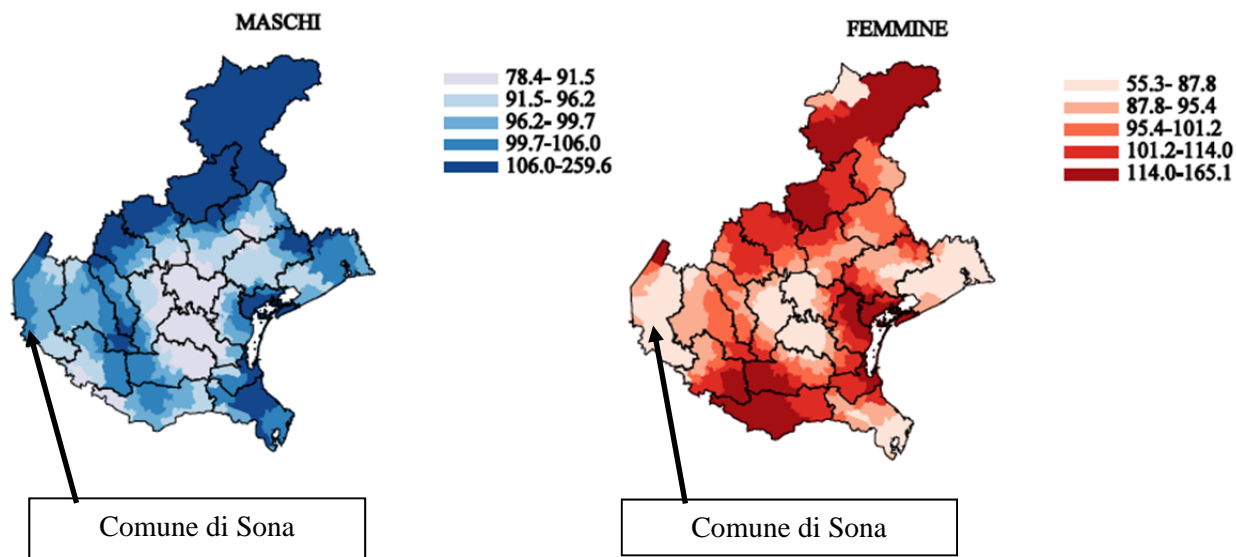 MASCHI
78.4- 91.5
91.5- 96.2
96.2- 99.7
99.7-106.0
106.0-259.6
Comune di Sona
FEMMINE
55.3- 87.8
87.8- 95.4
95.4-101.2
101.2-114.0
114.0-165.1
Comune di Sona